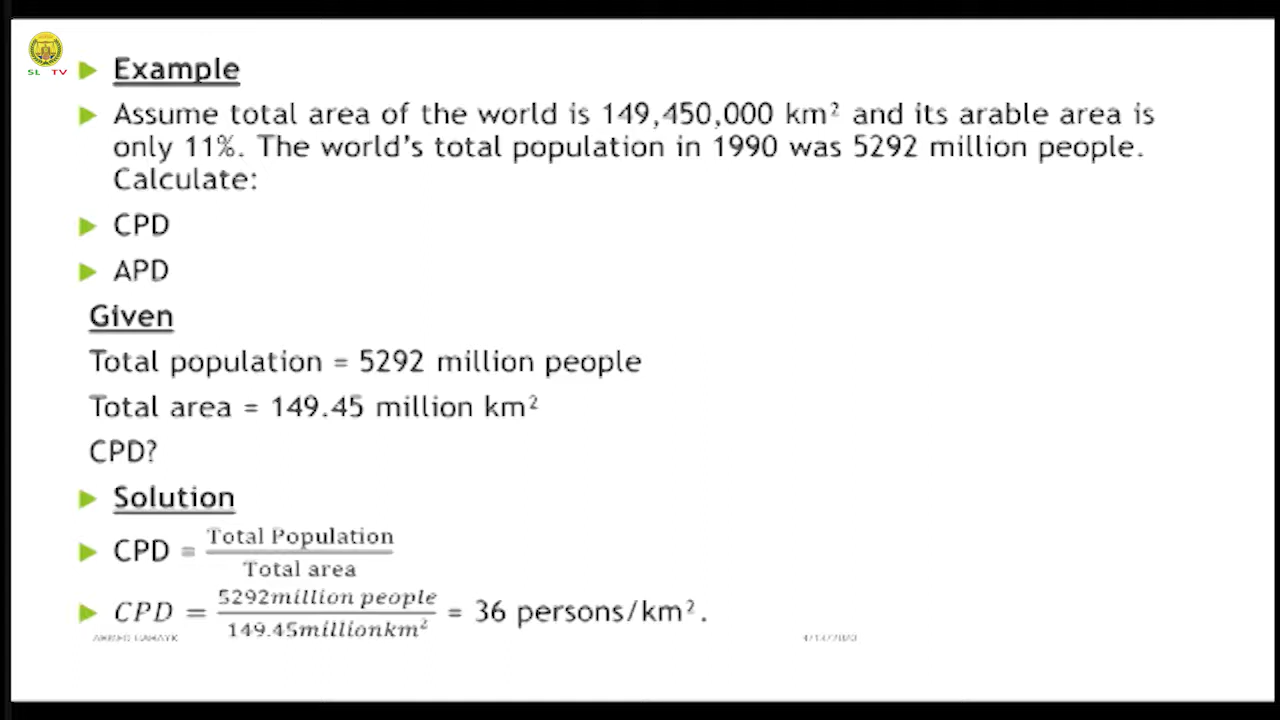 SL TV
Example
Assume total area of the world is 149,450,000 km² and its arable area is
only 11%. The world's total population in 1990 was 5292 million people.
Calculate:
CPD
APD
Given
Total population = 5292 million people
Total area = 149.45 million km²
CPD?
Solution
CPD = Total Population / Total area
CPD = 5292million people / 149.45millionkm² = 36 persons/km².